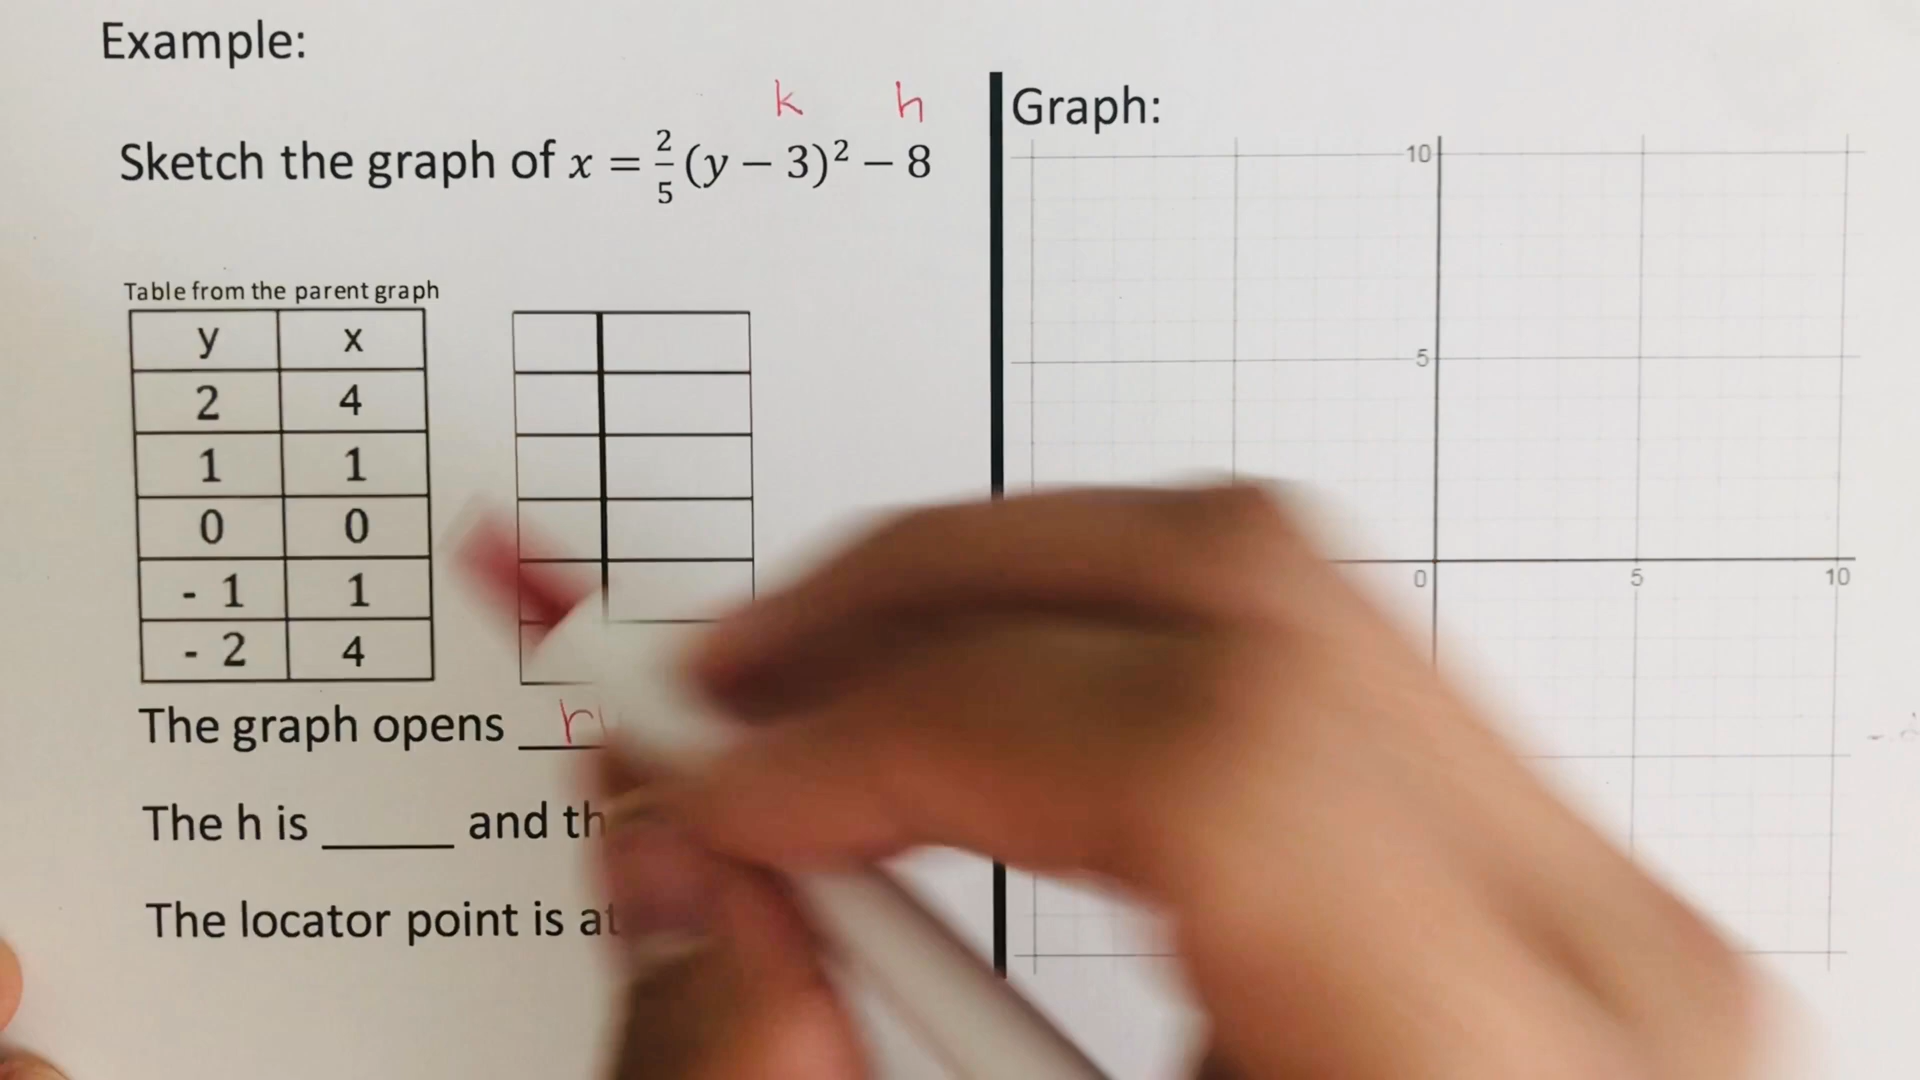 Example:
k h
Sketch the graph of x = 2/5 (y − 3)² − 8
Table from the parent graph
y x
2 4
1 1
0 0
- 1 1
- 2 4
The graph opens
The h is ______ and
The locator point is at
Graph:
10
5
0 5 10